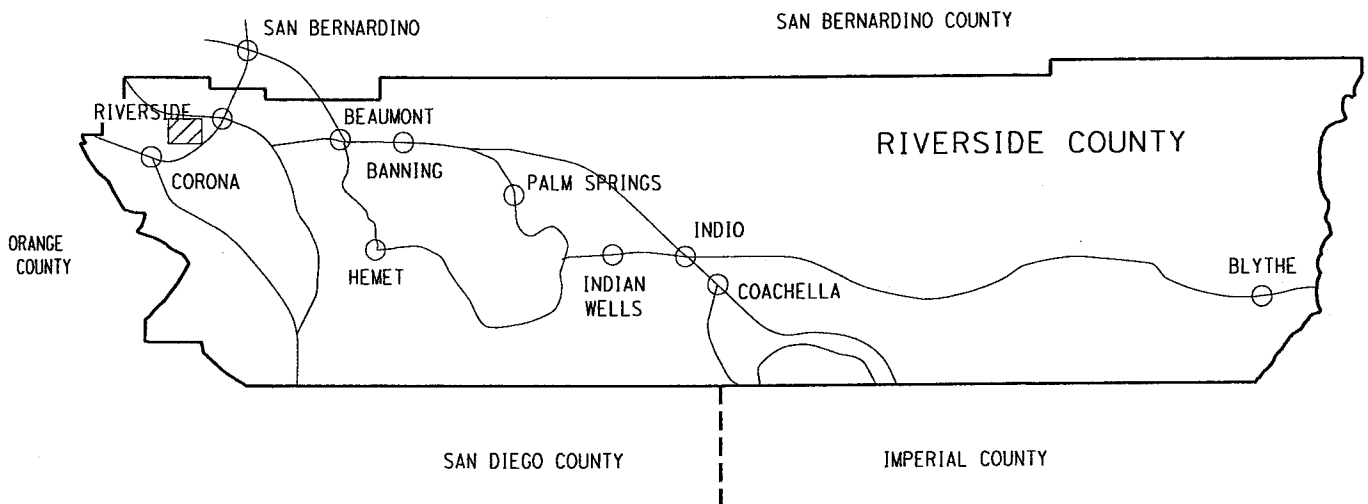 SAN BERNARDINO COUNTY
SAN BERNARDINO
RIVERSIDE
BEAUMONT
RIVERSIDE COUNTY
BANNING
CORONA
PALM SPRINGS
ORANGE
COUNTY
INDIO
HEMET
INDIAN
WELLS
COACHELLA
BLYTHE
SAN DIEGO COUNTY
IMPERIAL COUNTY